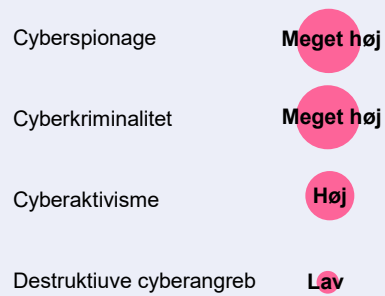 Cyberspionage Meget høj
Cyberkriminalitet Meget høj
Cyberaktivisme Høj
Destruktiuve cyberangreb Lav